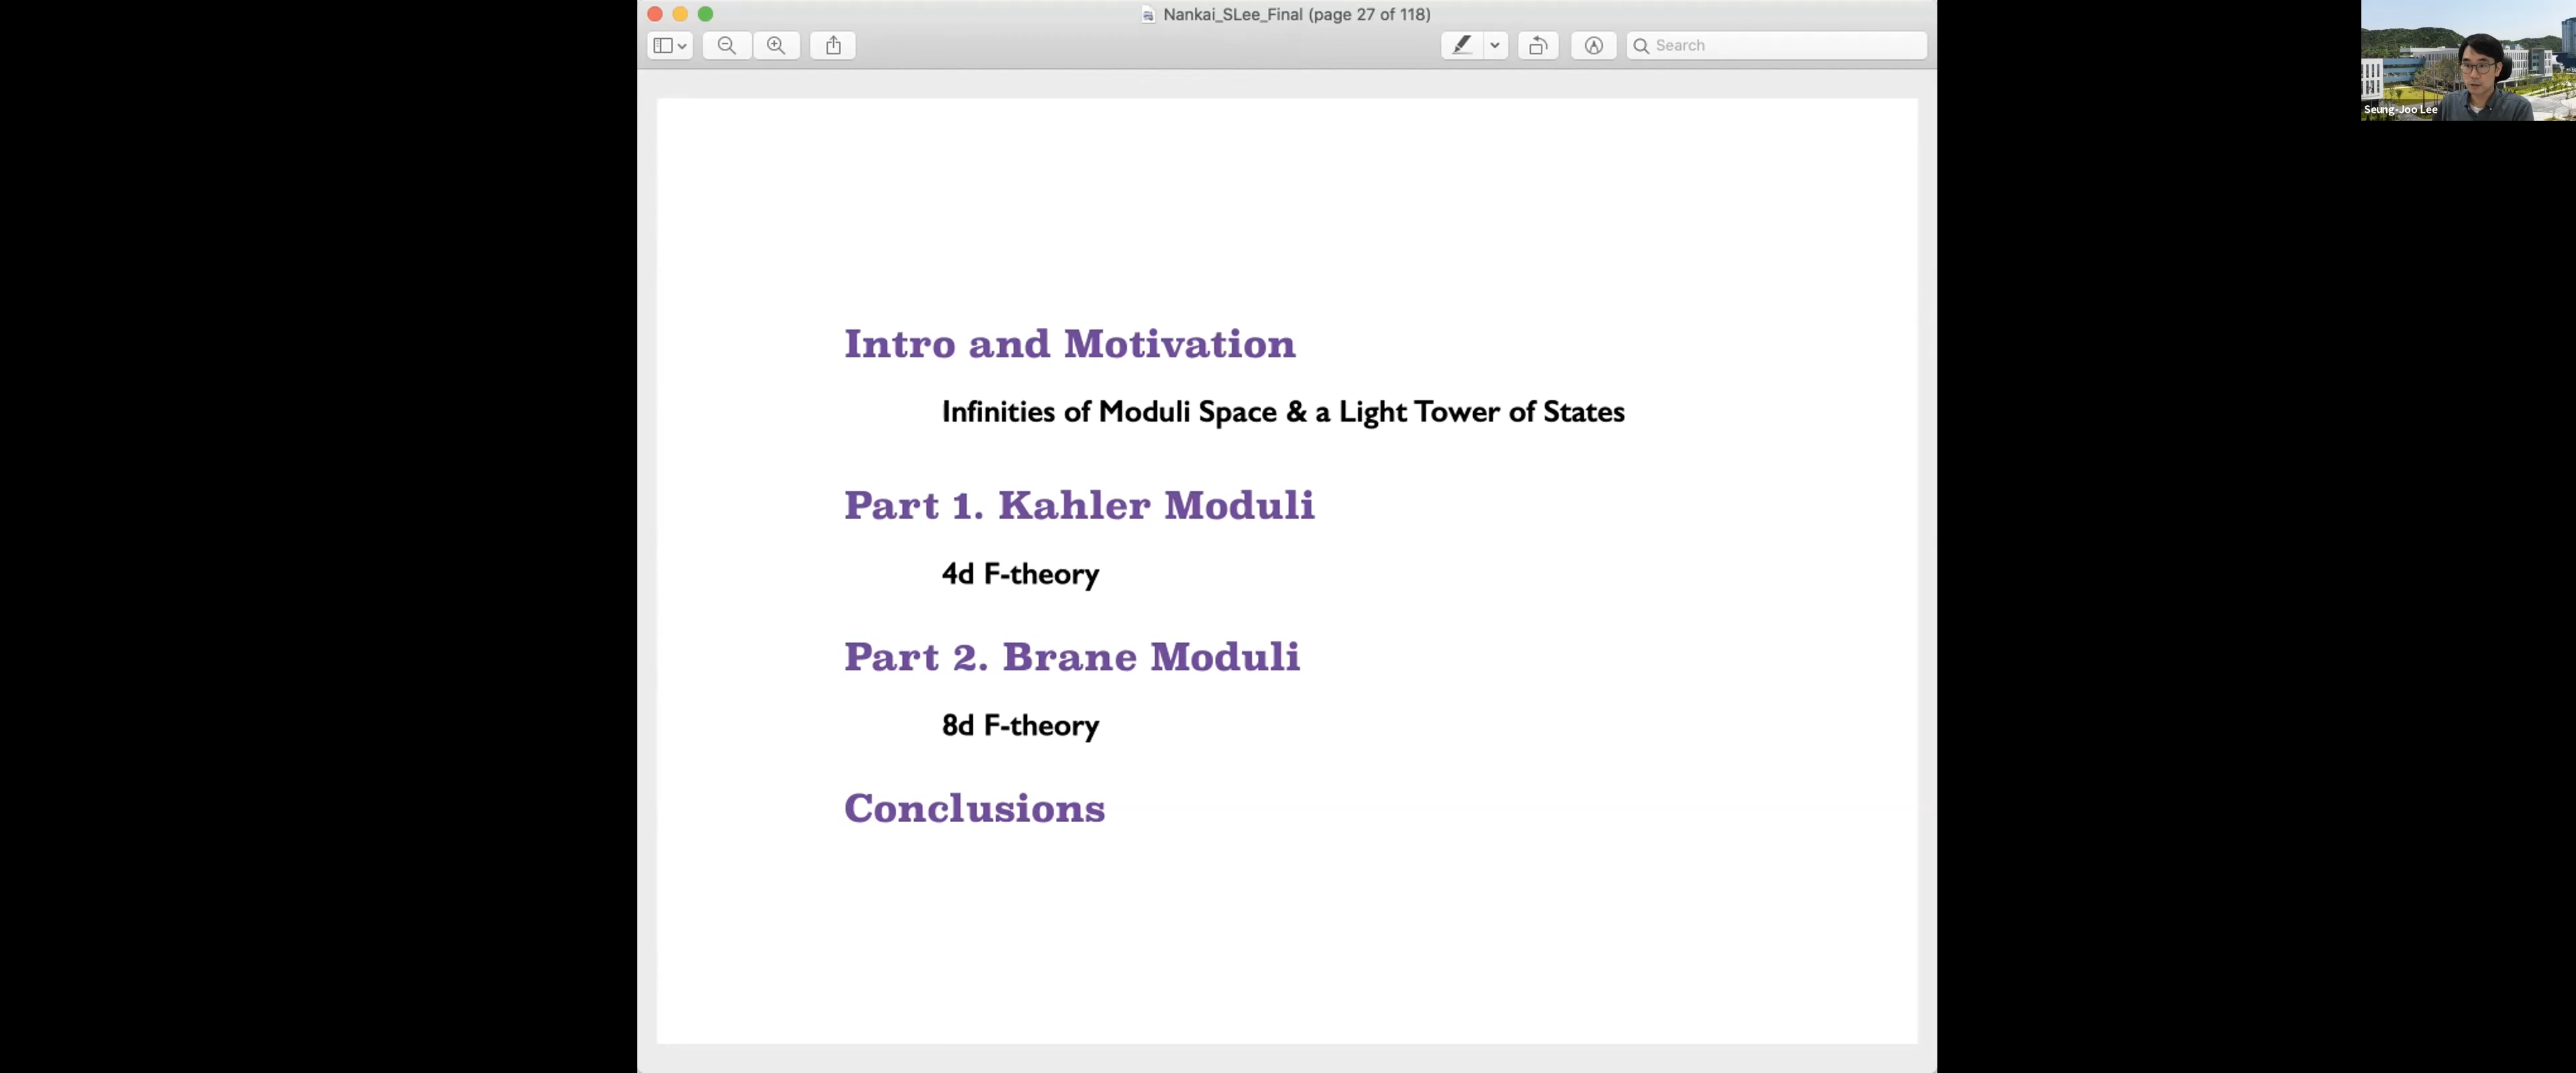 Nankai_SLee_Final (page 27 of 118)
Search
Seung-Joo Lee
Intro and Motivation
Infinities of Moduli Space & a Light Tower of States
Part 1. Kahler Moduli
4d F-theory
Part 2. Brane Moduli
8d F-theory
Conclusions